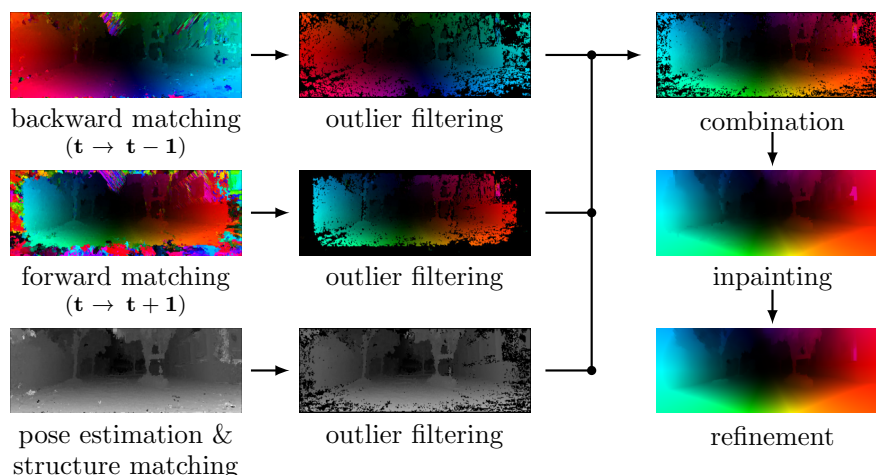 backward matching
(t → t − 1)
outlier filtering
combination
forward matching
(t → t + 1)
outlier filtering
inpainting
pose estimation &
structure matching
outlier filtering
refinement